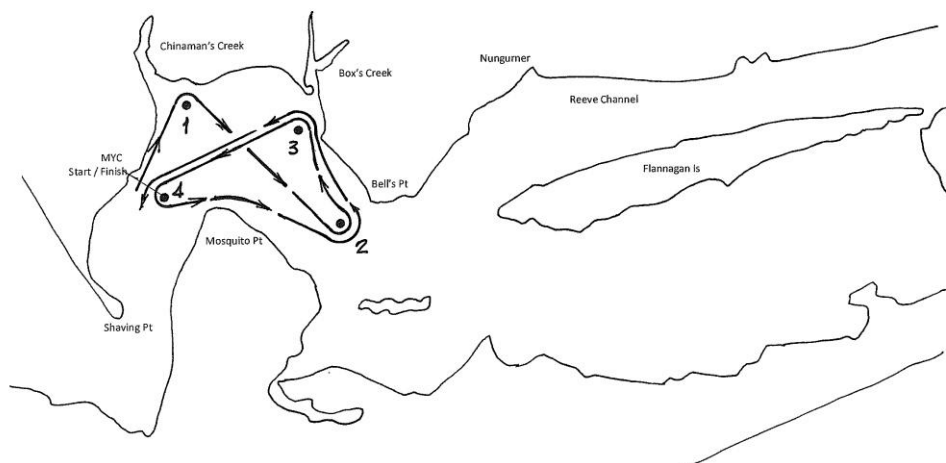 Chinaman's Creek
Box's Creek
Nungurner
Reeve Channel
1
3
MYC
Start / Finish
Flannagan Is
4
Bell's Pt
Mosquito Pt
2
Shaving Pt